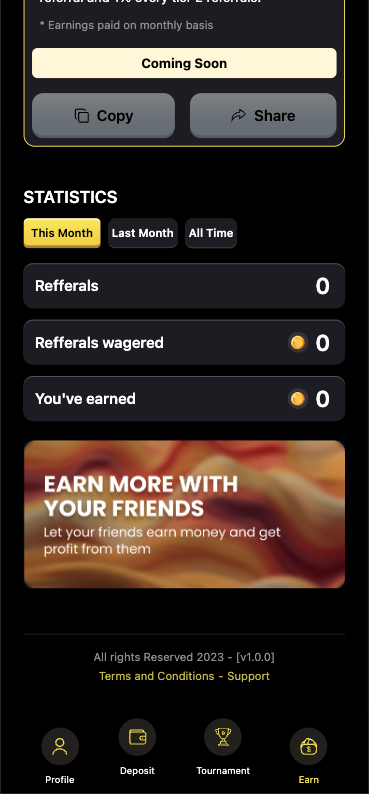 * Earnings paid on monthly basis
Coming Soon
Copy
Share
STATISTICS
This Month
Last Month
All Time
Refferals
0
Refferals wagered
0
You've earned
0
EARN MORE WITH
YOUR FRIENDS
Let your friends earn money and get
profit from them
All rights Reserved 2023 - [v1.0.0]
Terms and Conditions - Support
Profile
Deposit
Tournament
Earn